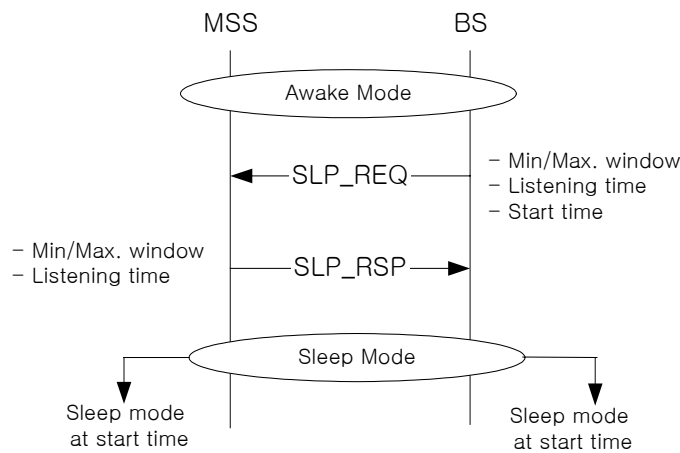 MSS
BS
Awake Mode
SLP_REQ
- Min/Max. window
- Listening time
- Start time
- Min/Max. window
- Listening time
SLP_RSP
Sleep Mode
Sleep mode
at start time
Sleep mode
at start time